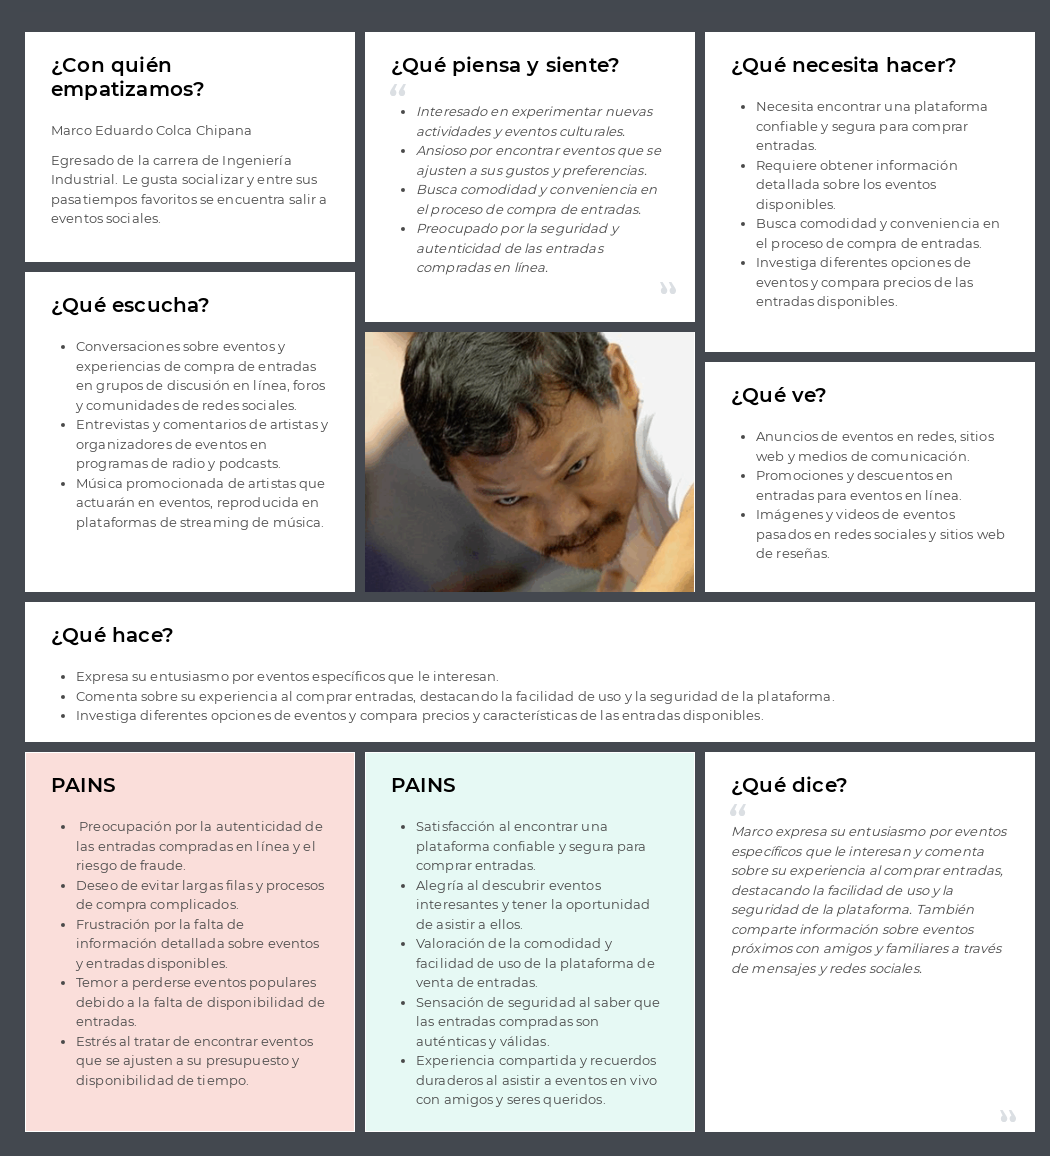 ¿Con quién
empatizamos?
Marco Eduardo Colca Chipana
Egresado de la carrera de Ingeniería
Industrial. Le gusta socializar y entre sus
pasatiempos favoritos se encuentra salir a
eventos sociales.
¿Qué piensa y siente?
“
• Interesado en experimentar nuevas
actividades y eventos culturales.
• Ansioso por encontrar eventos que se
ajusten a sus gustos y preferencias.
• Busca comodidad y conveniencia en
el proceso de compra de entradas.
• Preocupado por la seguridad y
autenticidad de las entradas
compradas en línea.
”
¿Qué necesita hacer?
• Necesita encontrar una plataforma
confiable y segura para comprar
entradas.
• Requiere obtener información
detallada sobre los eventos
disponibles.
• Busca comodidad y conveniencia en
el proceso de compra de entradas.
• Investiga diferentes opciones de
eventos y compara precios de las
entradas disponibles.
¿Qué escucha?
• Conversaciones sobre eventos y
experiencias de compra de entradas
en grupos de discusión en línea, foros
y comunidades de redes sociales.
• Entrevistas y comentarios de artistas y
organizadores de eventos en
programas de radio y podcasts.
• Música promocionada de artistas que
actuarán en eventos, reproducida en
plataformas de streaming de música.
¿Qué ve?
• Anuncios de eventos en redes, sitios
web y medios de comunicación.
• Promociones y descuentos en
entradas para eventos en línea.
• Imágenes y videos de eventos
pasados en redes sociales y sitios web
de reseñas.
¿Qué hace?
• Expresa su entusiasmo por eventos específicos que le interesan.
• Comenta sobre su experiencia al comprar entradas, destacando la facilidad de uso y la seguridad de la plataforma.
• Investiga diferentes opciones de eventos y compara precios y características de las entradas disponibles.
PAINS
• Preocupación por la autenticidad de
las entradas compradas en línea y el
riesgo de fraude.
• Deseo de evitar largas filas y procesos
de compra complicados.
• Frustración por la falta de
información detallada sobre eventos
y entradas disponibles.
• Temor a perderse eventos populares
debido a la falta de disponibilidad de
entradas.
• Estrés al tratar de encontrar eventos
que se ajusten a su presupuesto y
disponibilidad de tiempo.
PAINS
• Satisfacción al encontrar una
plataforma confiable y segura para
comprar entradas.
• Alegría al descubrir eventos
interesantes y tener la oportunidad
de asistir a ellos.
• Valoración de la comodidad y
facilidad de uso de la plataforma de
venta de entradas.
• Sensación de seguridad al saber que
las entradas compradas son
auténticas y válidas.
• Experiencia compartida y recuerdos
duraderos al asistir a eventos en vivo
con amigos y seres queridos.
¿Qué dice?
“
Marco expresa su entusiasmo por eventos
específicos que le interesan y comenta
sobre su experiencia al comprar entradas,
destacando la facilidad de uso y la
seguridad de la plataforma. También
comparte información sobre eventos
próximos con amigos y familiares a través
de mensajes y redes sociales.
”